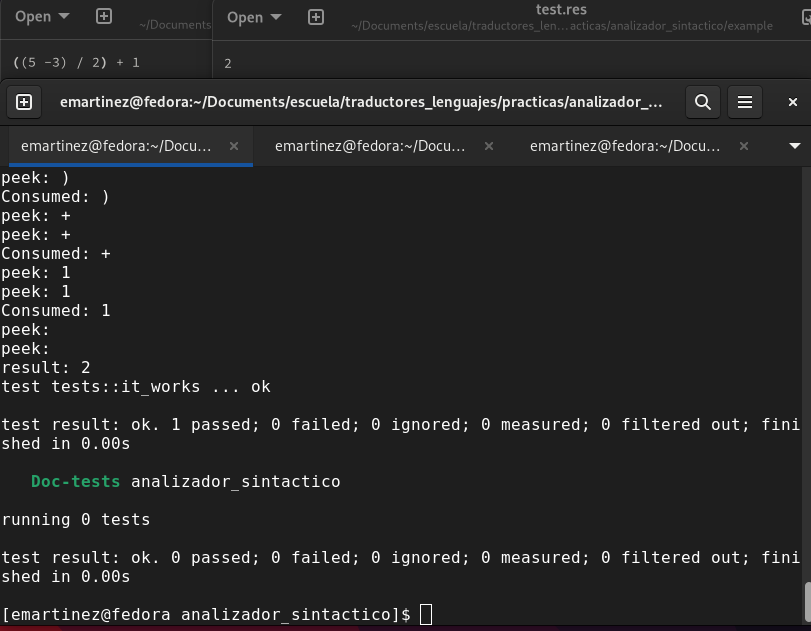 Open
~/Documents
Open
test.res
~/Documents/escuela/traductores_len...acticas/analizador_sintactico/example
((5 -3) / 2) + 1
2
emartinez@fedora:~/Documents/escuela/traductores_lenguajes/practicas/analizador_...
emartinez@fedora:~/Docu...
emartinez@fedora:~/Docu...
emartinez@fedora:~/Docu...
peek: )
Consumed: )
peek: +
peek: +
Consumed: +
peek: 1
peek: 1
Consumed: 1
peek:
peek:
result: 2
test tests::it_works ... ok
test result: ok. 1 passed; 0 failed; 0 ignored; 0 measured; 0 filtered out; fini
shed in 0.00s
Doc-tests analizador_sintactico
running 0 tests
test result: ok. 0 passed; 0 failed; 0 ignored; 0 measured; 0 filtered out; fini
shed in 0.00s
[emartinez@fedora analizador_sintactico]$